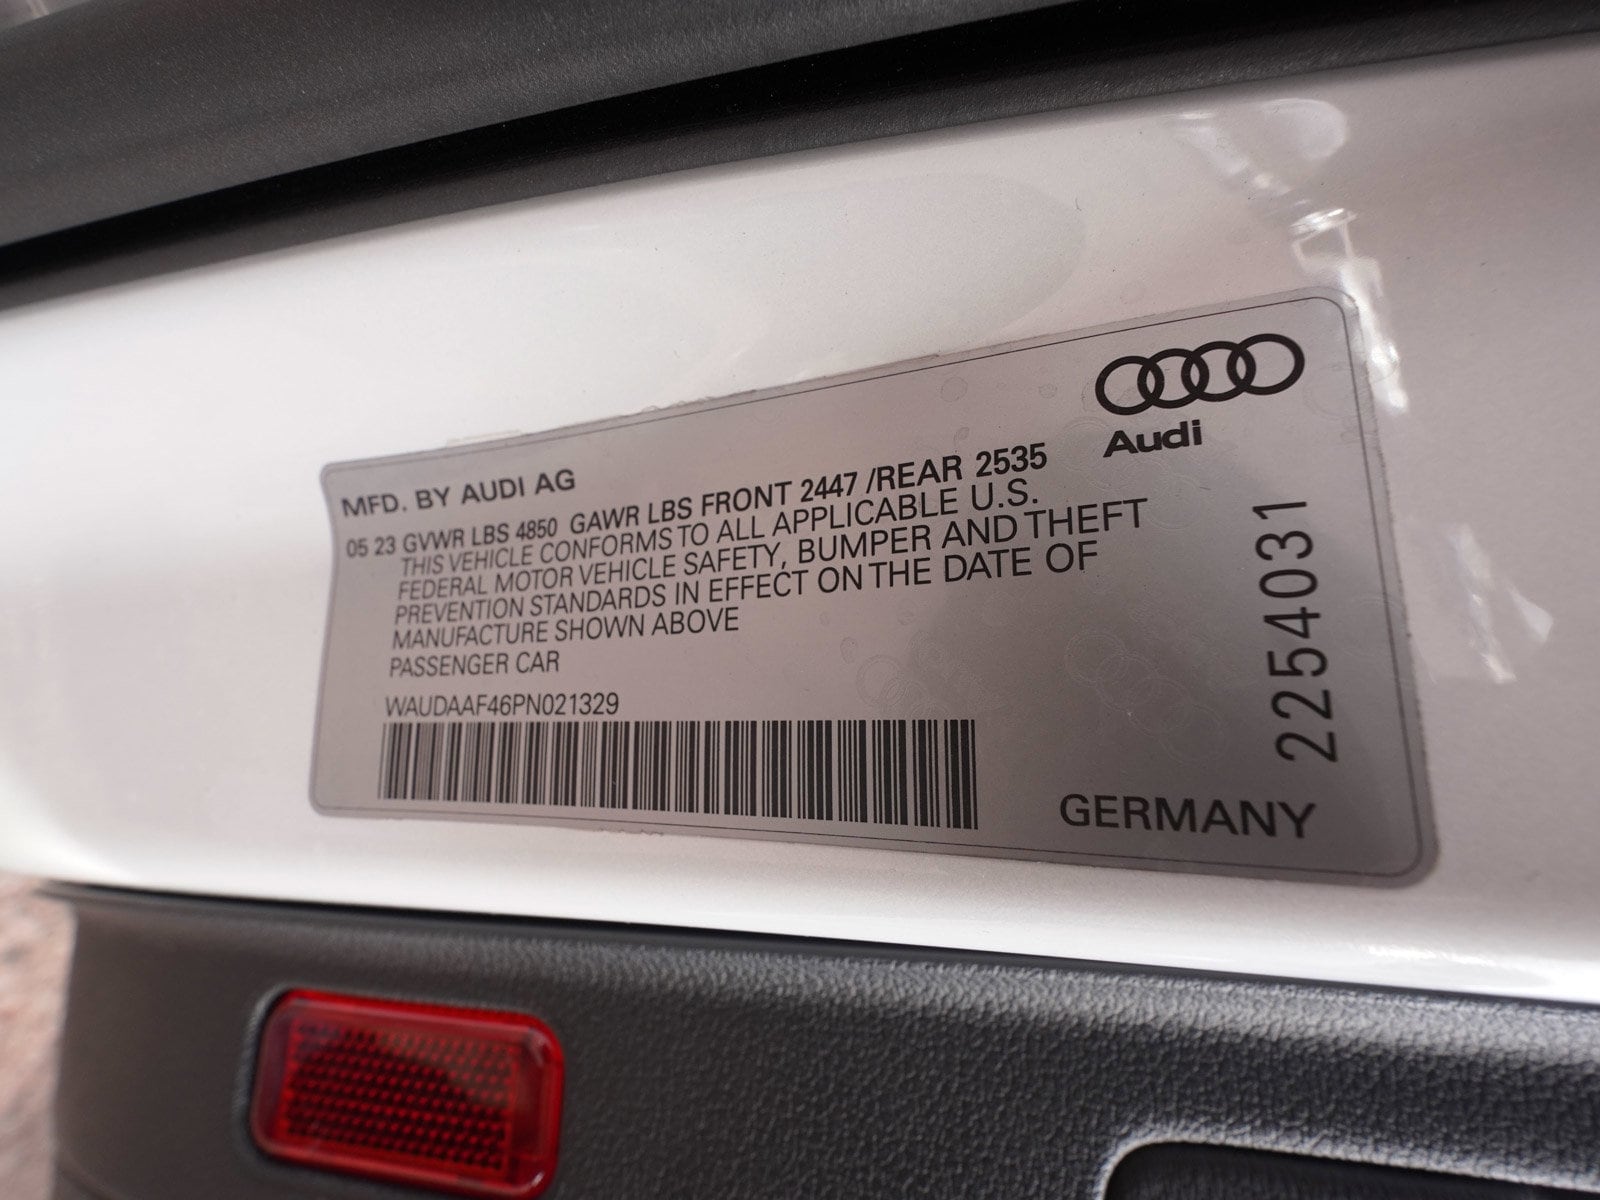 Audi
MFD. BY AUDI AG
05 23 GVWR LBS 4850 GAWR LBS FRONT 2447 /REAR 2535
THIS VEHICLE CONFORMS TO ALL APPLICABLE U.S.
FEDERAL MOTOR VEHICLE SAFETY, BUMPER AND THEFT
PREVENTION STANDARDS IN EFFECT ON THE DATE OF
MANUFACTURE SHOWN ABOVE
PASSENGER CAR
WAUDAAF46PN021329
2254031
GERMANY